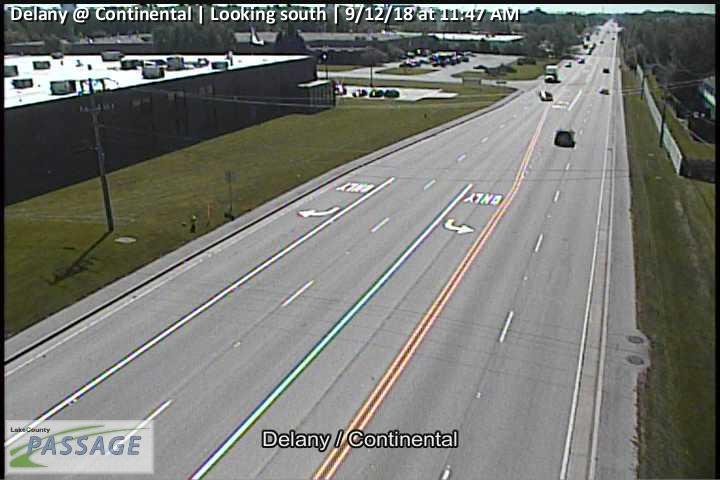 Delany @ Continental | Looking south | 9/12/18 at 11:47 AM
ONLY
ONLY
Delany / Continental
LakeCounty
PASSAGE